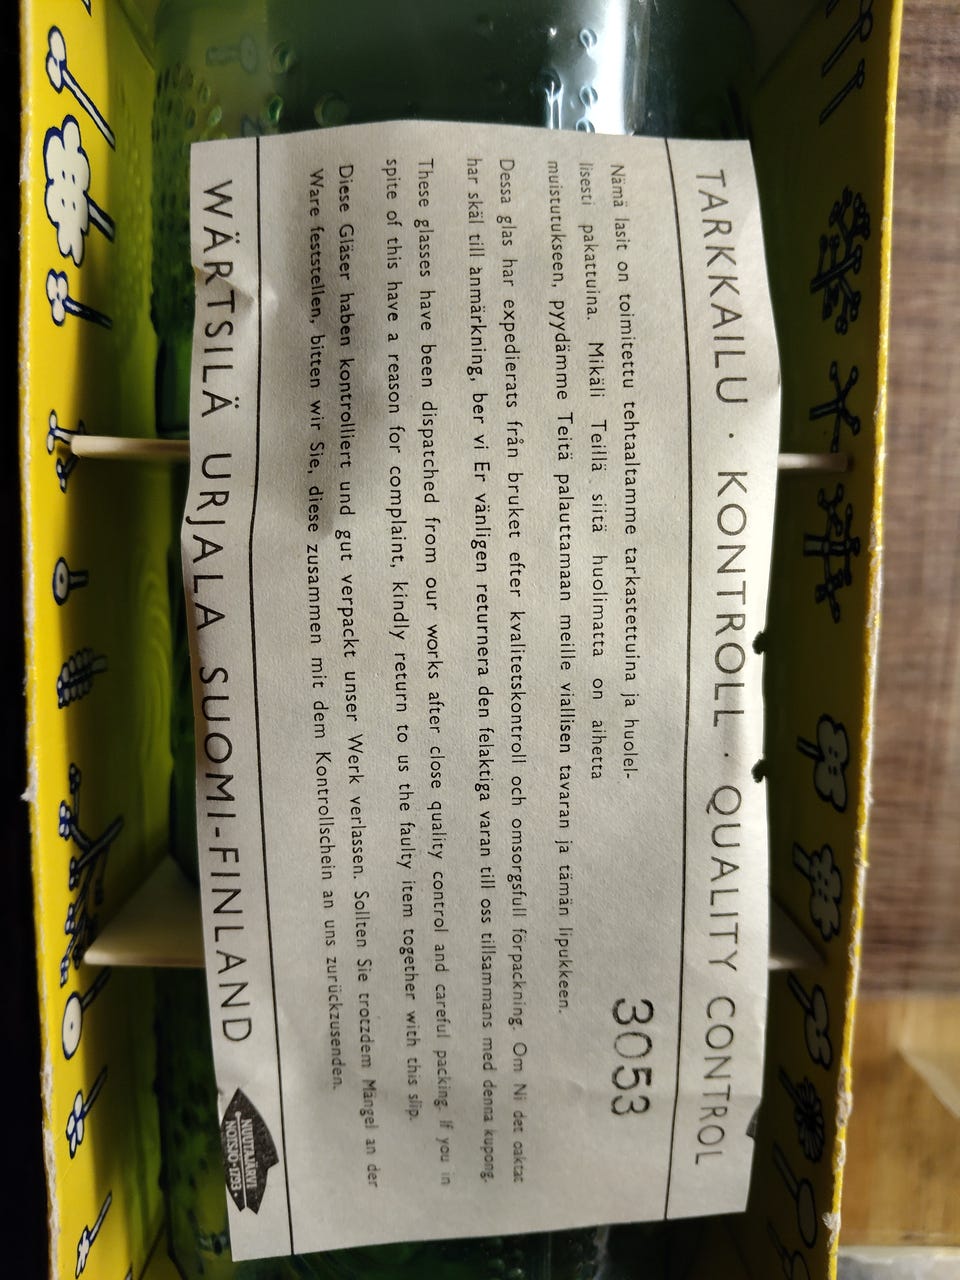 TARKKAILU · KONTROLL · QUALITY CONTROL
3053
Nämä lasit on toimitettu tehtaaltamme tarkastettuina ja huolel-
lisesti pakattuina. Mikäli Teillä siitä huolimatta on aihetta
muistutukseen, pyydämme Teitä palauttamaan meille viallisen tavaran ja tämän lipukkeen.
Dessa glas har expedierats från bruket efter kvalitetskontroll och omsorgsfull förpackning. Om Ni det oaktat
har skäl till anmärkning, ber vi Er vänligen returnera den felaktiga varan till oss tillsammans med denna kupong.
These glasses have been dispatched from our works after close quality control and careful packing. If you in
spite of this have a reason for complaint, kindly return to us the faulty item together with this slip.
Diese Gläser haben kontrolliert und gut verpackt unser Werk verlassen. Sollten Sie trotzdem Mängel an der
Ware feststellen, bitten wir Sie, diese zusammen mit dem Kontrollschein an uns zurückzusenden.
WÄRTSILÄ URJALA SUOMI-FINLAND
NUUTAJÄRVI
NOTSJÖ·1793